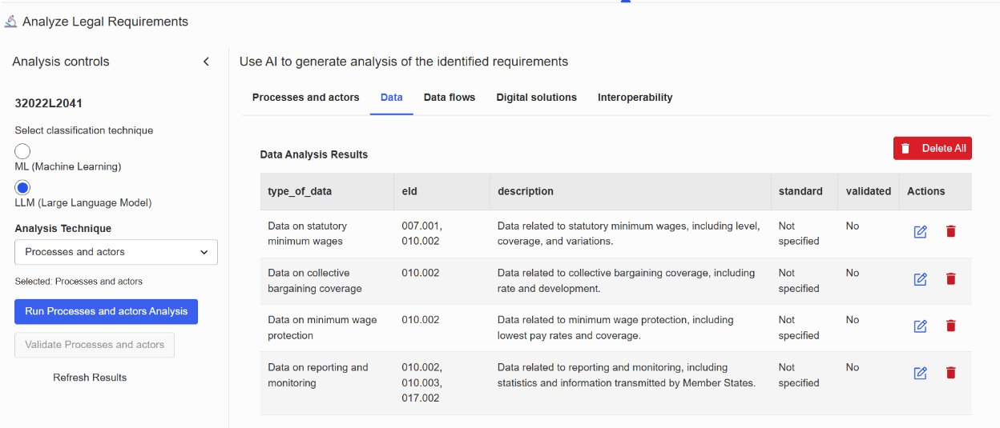 Analyze Legal Requirements
Analysis controls
32022L2041
Select classification technique
ML (Machine Learning)
LLM (Large Language Model)
Analysis Technique
Processes and actors
Selected: Processes and actors
Run Processes and actors Analysis
Validate Processes and actors
Refresh Results
Use AI to generate analysis of the identified requirements
Processes and actors Data Data flows Digital solutions Interoperability
Data Analysis Results
Delete All
type_of_data eId description standard validated Actions
Data on statutory 007.001, Data related to statutory minimum wages, including level, Not No
minimum wages 010.002 coverage, and variations. specified
Data on collective 010.002 Data related to collective bargaining coverage, including Not No
bargaining coverage rate and development. specified
Data on minimum wage 010.002 Data related to minimum wage protection, including Not No
protection lowest pay rates and coverage. specified
Data on reporting and 010.002, Data related to reporting and monitoring, including Not No
monitoring 010.003, statistics and information transmitted by Member States. specified
017.002